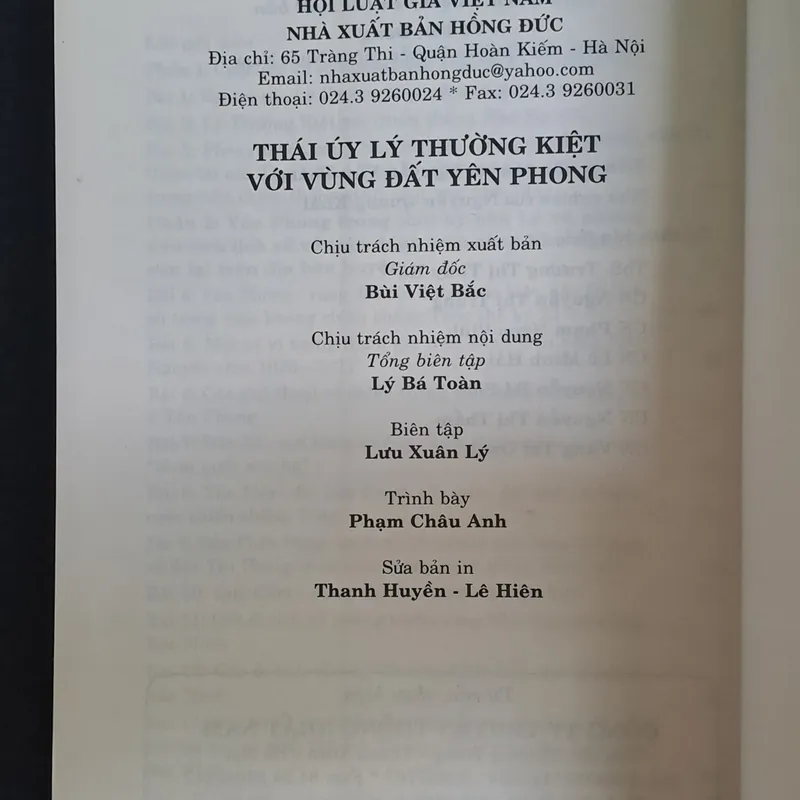 HỘI LUẬT GIA VIỆT NAM
NHÀ XUẤT BẢN HỒNG ĐỨC
Địa chỉ: 65 Tràng Thi - Quận Hoàn Kiếm - Hà Nội
Email: nhaxuatbanhongduc@yahoo.com
Điện thoại: 024.3 9260024 * Fax: 024.3 9260031
THÁI ÚY LÝ THƯỜNG KIỆT
VỚI VÙNG ĐẤT YÊN PHONG
Chịu trách nhiệm xuất bản
Giám đốc
Bùi Việt Bắc
Chịu trách nhiệm nội dung
Tổng biên tập
Lý Bá Toàn
Biên tập
Lưu Xuân Lý
Trình bày
Phạm Châu Anh
Sửa bản in
Thanh Huyền - Lê Hiên